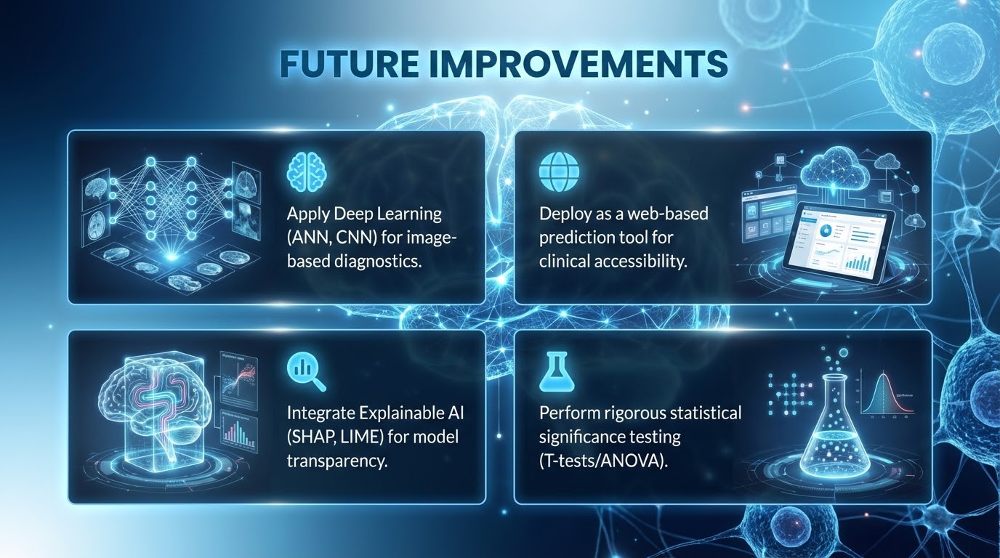 FUTURE IMPROVEMENTS
Apply Deep Learning
(ANN, CNN) for image-
based diagnostics.
Deploy as a web-based
prediction tool for
clinical accessibility.
Integrate Explainable AI
(SHAP, LIME) for model
transparency.
Perform rigorous statistical
significance testing
(T-tests/ANOVA).